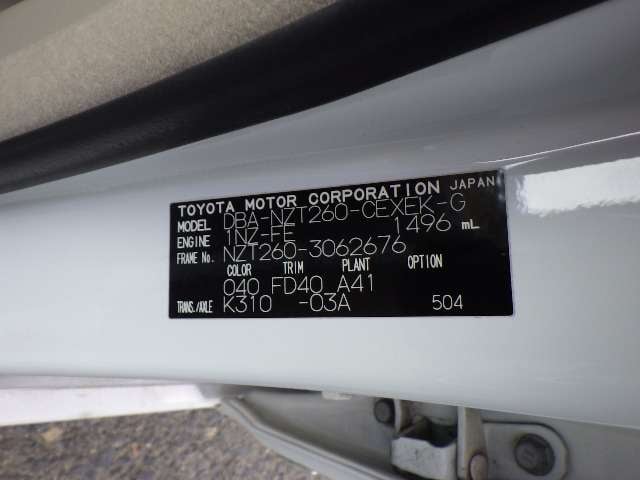 TOYOTA MOTOR CORPORATION JAPAN
MODEL DBA-NZT260-CEXEK-G
ENGINE 1NZ-FE 1496 mL
FRAME No. NZT260-3062676
COLOR TRIM PLANT OPTION
040 FD40 A41
TRANS./AXLE K310 -03A 504